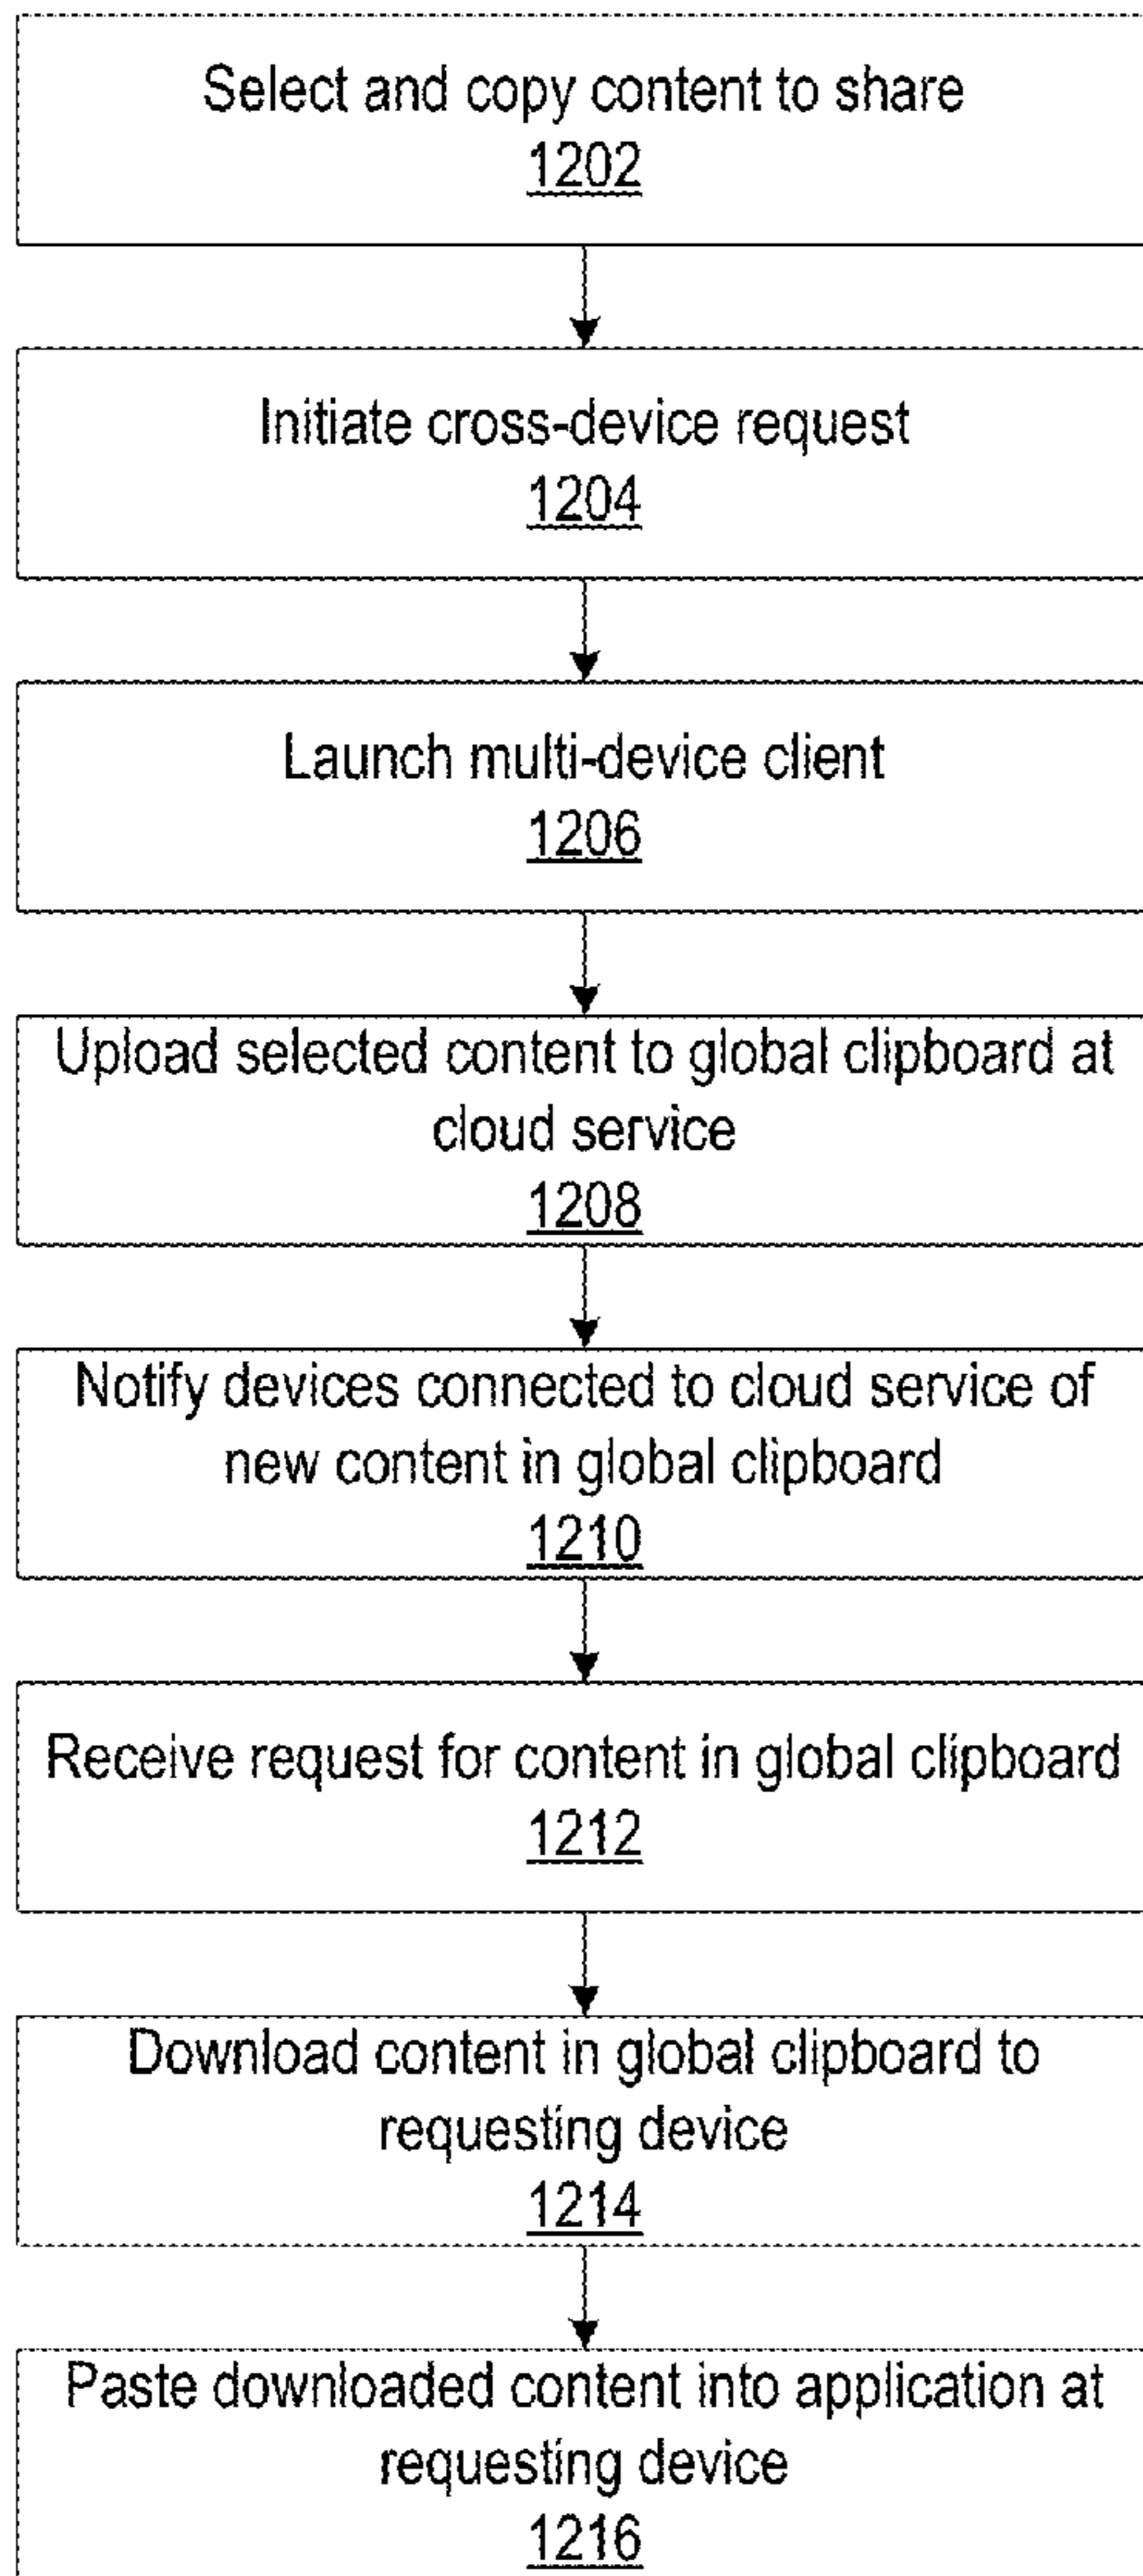 Select and copy content to share
1202
Initiate cross-device request
1204
Launch multi-device client
1206
Upload selected content to global clipboard at
cloud service
1208
Notify devices connected to cloud service of
new content in global clipboard
1210
Receive request for content in global clipboard
1212
Download content in global clipboard to
requesting device
1214
Paste downloaded content into application at
requesting device
1216